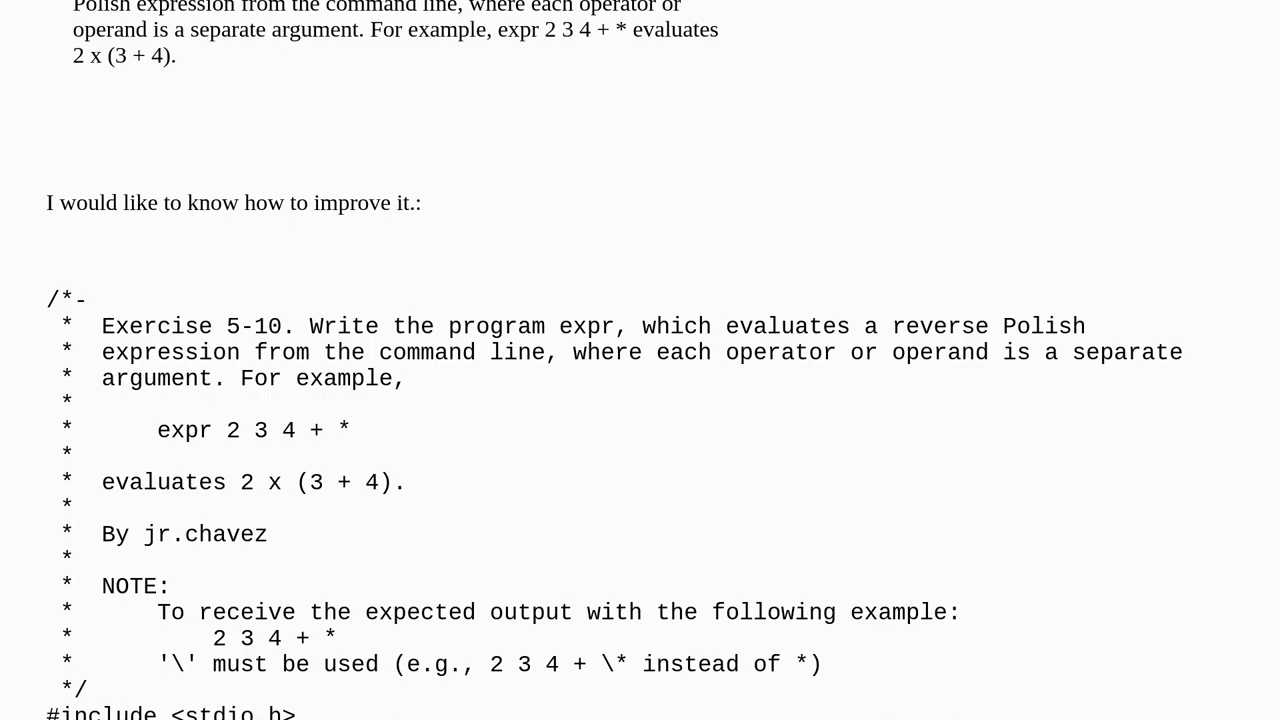 Polish expression from the command line, where each operator or
operand is a separate argument. For example, expr 2 3 4 + * evaluates
2 x (3 + 4).
I would like to know how to improve it.:
/*-
 *  Exercise 5-10. Write the program expr, which evaluates a reverse Polish
 *  expression from the command line, where each operator or operand is a separate
 *  argument. For example,
 *
 *      expr 2 3 4 + *
 *
 *  evaluates 2 x (3 + 4).
 *
 *  By jr.chavez
 *
 *  NOTE:
 *      To receive the expected output with the following example:
 *          2 3 4 + *
 *      '\' must be used (e.g., 2 3 4 + \* instead of *)
 */
#include <stdio.h>